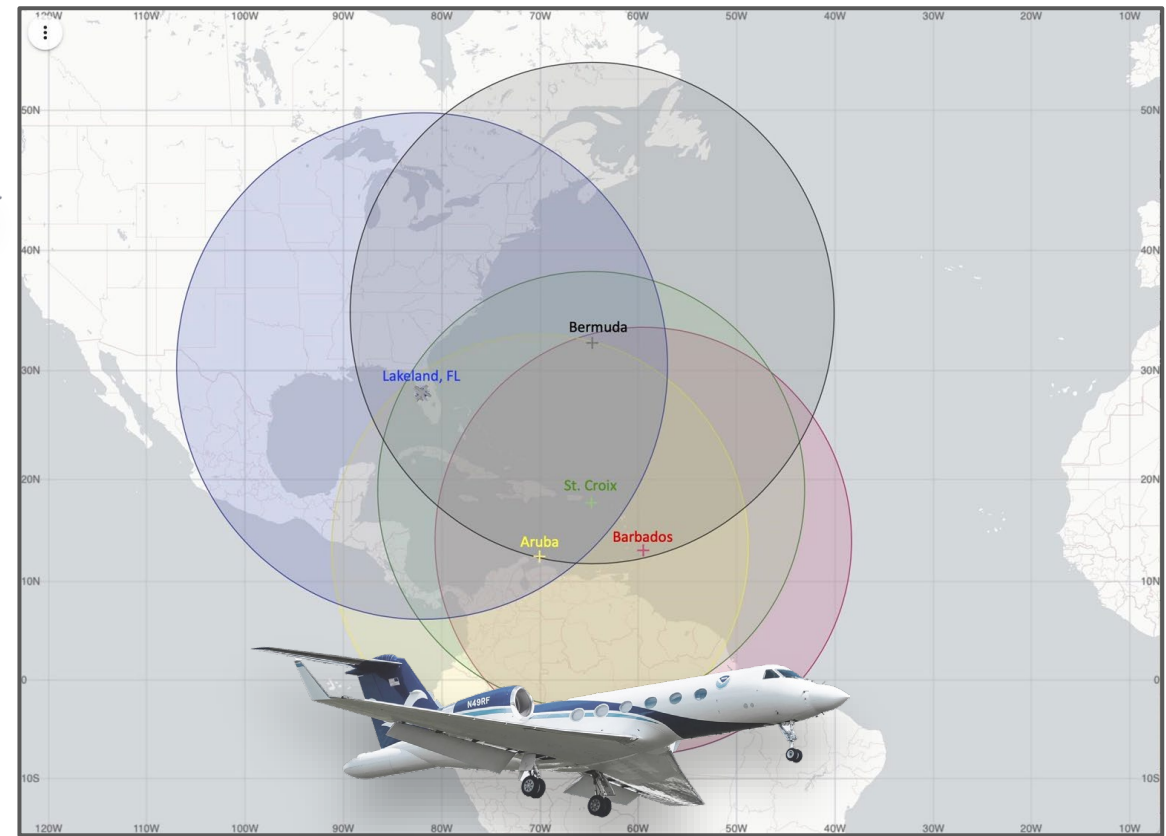 120W 110W 100W 90W 80W 70W 60W 50W 40W 30W 20W 10W
50N 50N
40N 40N
Bermuda
30N 30N
Lakeland, FL
20N 20N
St. Croix
Aruba
Barbados
10N 10N
0 0
N49RF
10S 10S
120W 110W 100W 90W 80W 70W 60W 50W 40W 30W 20W 10W